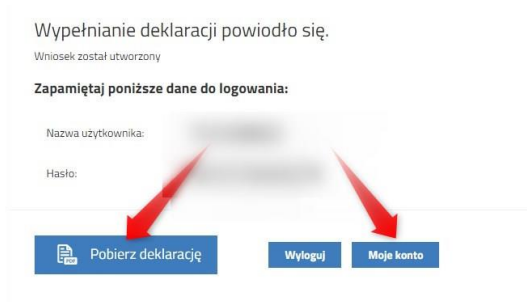 Wypełnianie deklaracji powiodło się.
Wniosek został utworzony
Zapamiętaj poniższe dane do logowania:
Nazwa użytkownika:
Hasło:
PDF Pobierz deklarację Wyloguj Moje konto